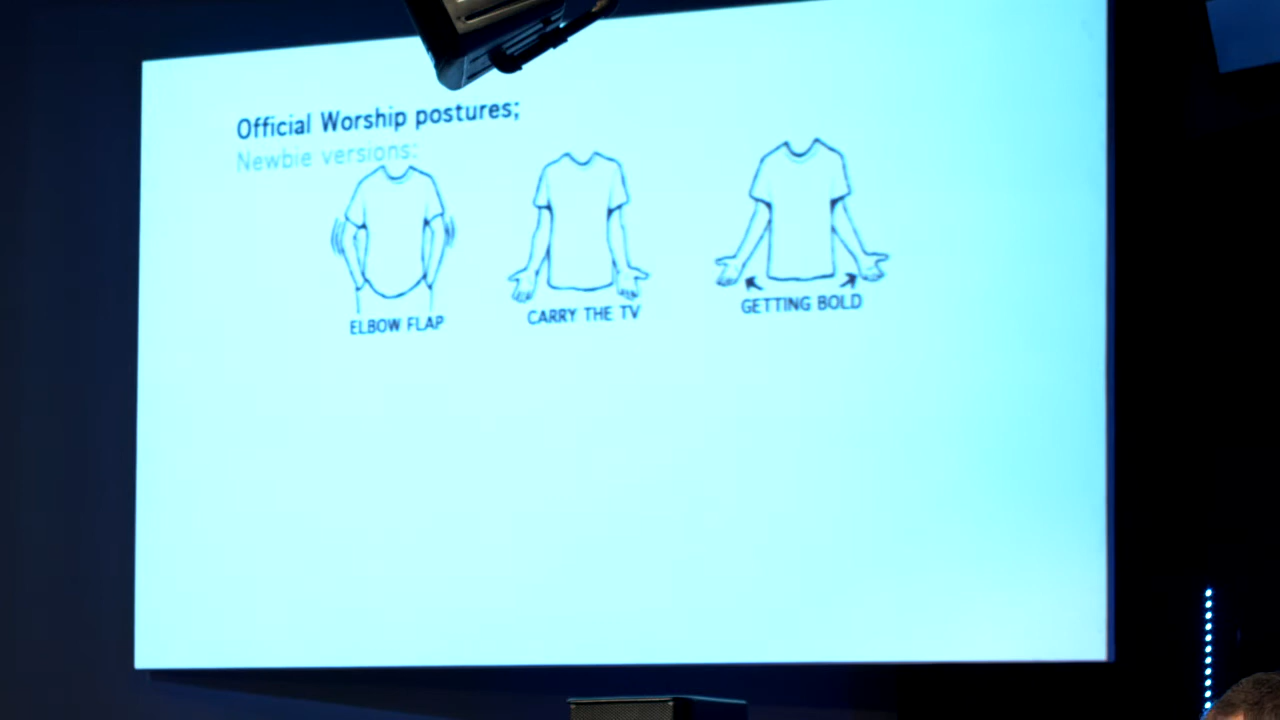 Official Worship postures;
Newbie versions:
ELBOW FLAP
CARRY THE TV
GETTING BOLD